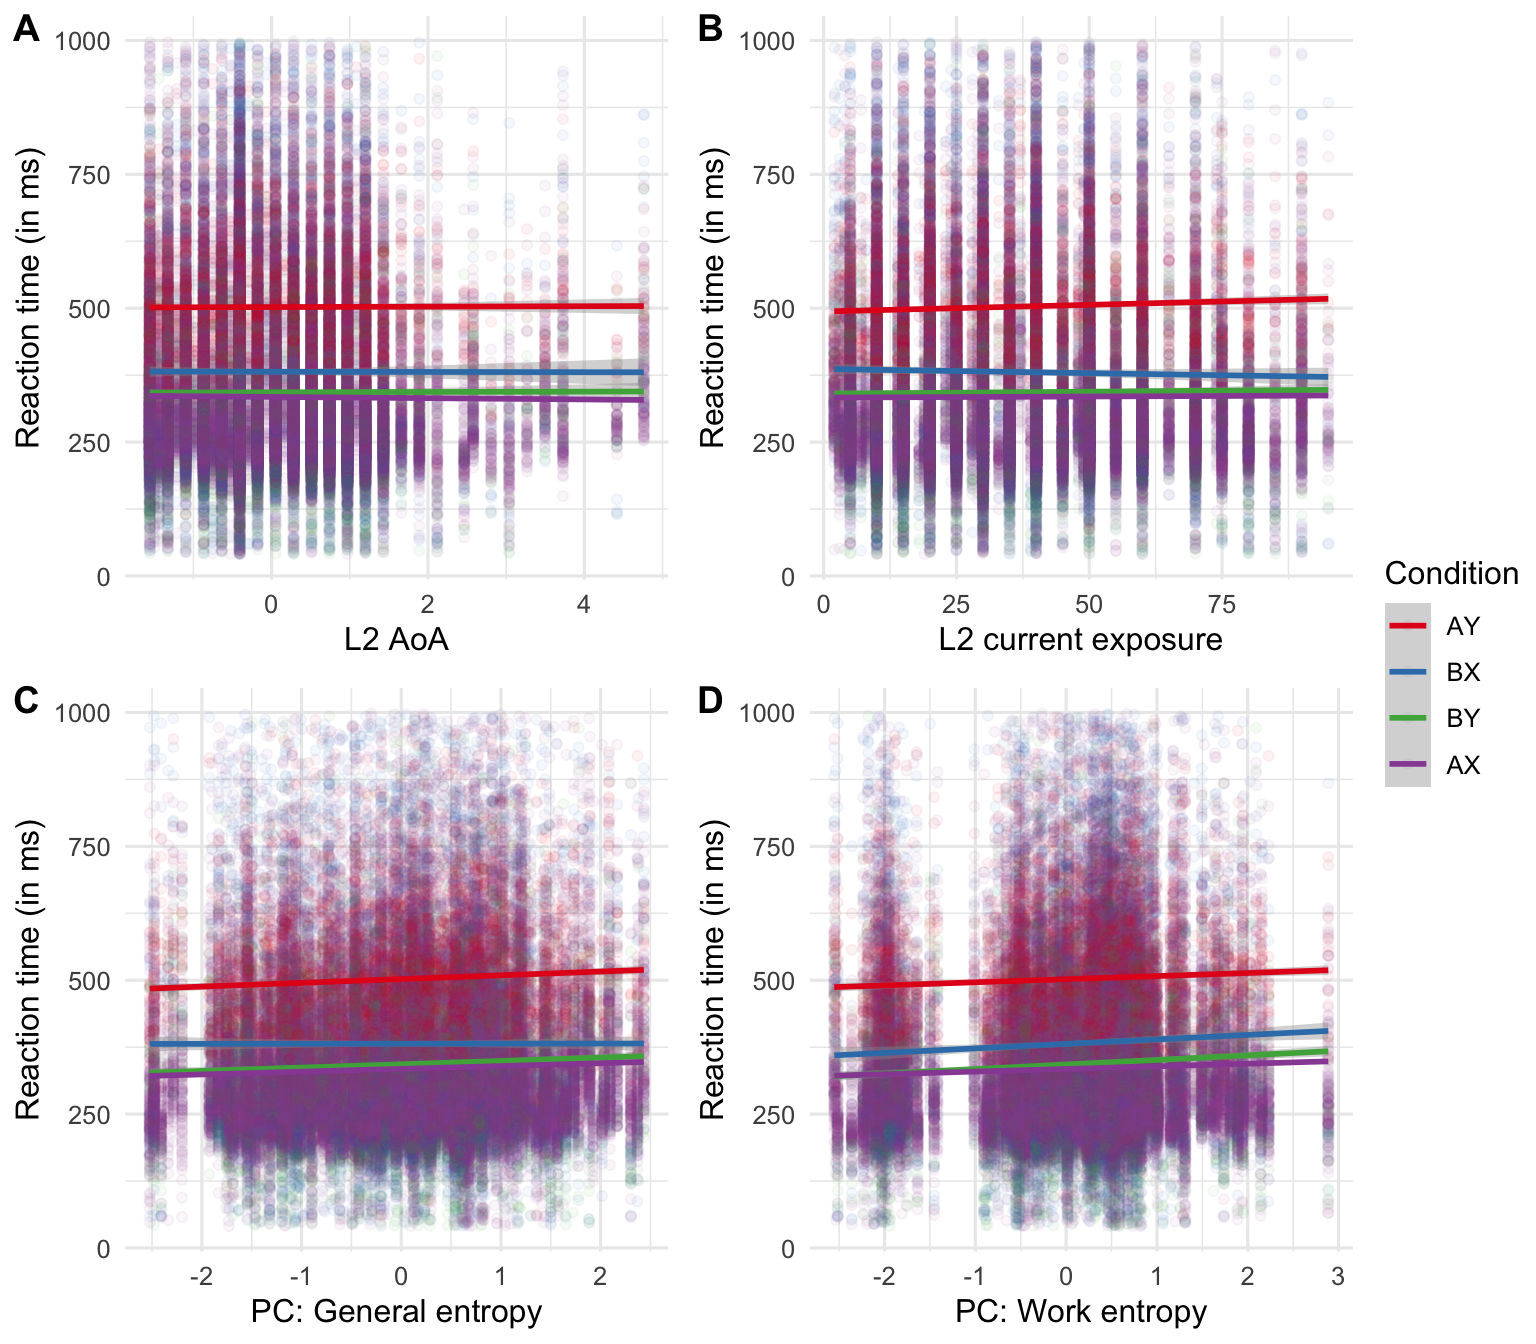 A
1000
750
500
250
0
Reaction time (in ms)
0 2 4
L2 AoA
B
1000
750
500
250
0
Reaction time (in ms)
0 25 50 75
L2 current exposure
C
1000
750
500
250
0
Reaction time (in ms)
-2 -1 0 1 2
PC: General entropy
D
1000
750
500
250
0
Reaction time (in ms)
-2 -1 0 1 2 3
PC: Work entropy
Condition
AY
BX
BY
AX